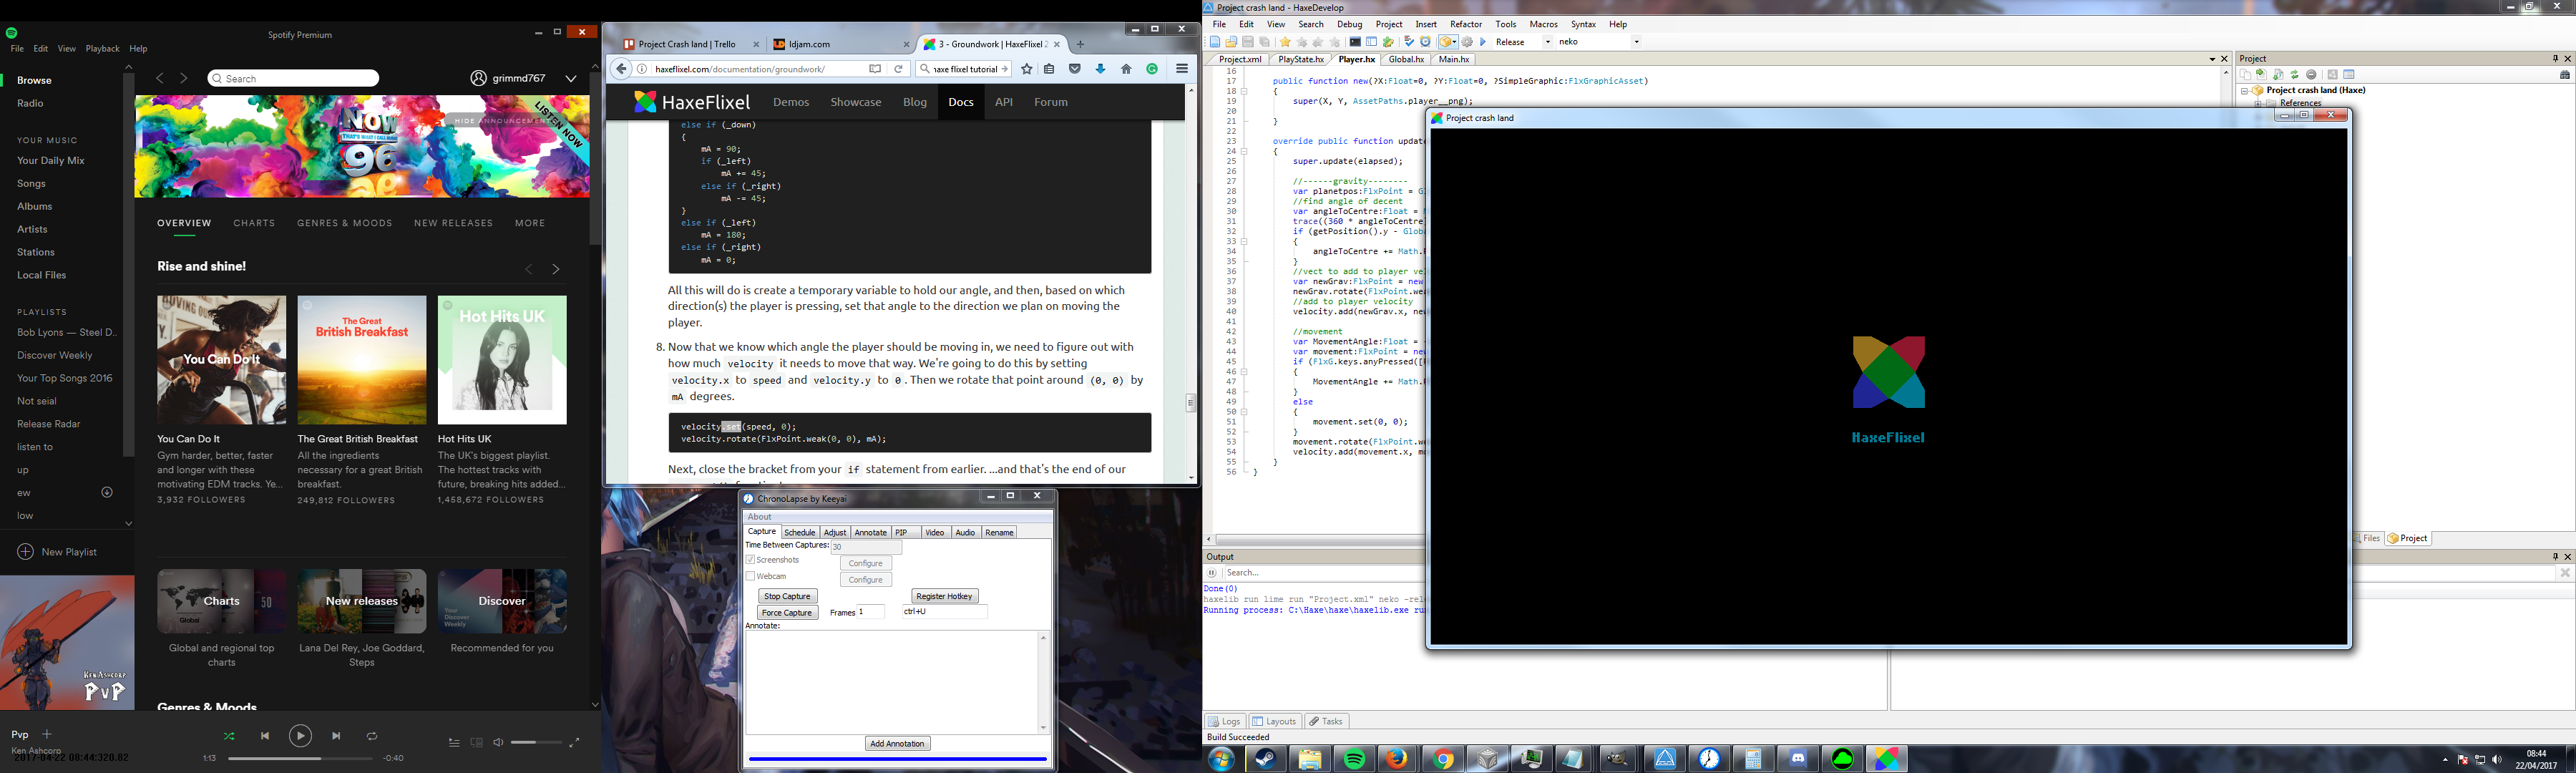 Spotify Premium
File Edit View Playback Help
Browse
Radio
YOUR MUSIC
Your Daily Mix
Songs
Albums
Artists
Stations
Local Files
PLAYLISTS
Bob Lyons — Steel D..
Discover Weekly
Your Top Songs 2016
Not seial
Release Radar
listen to
up
ew
low
New Playlist
KEN ASHCORP
PvP
Search
grimmd767
HIDE ANNOUNCEMENTS
LISTEN NOW
NOW
THAT'S WHAT I CALL MUSIC
96
OVERVIEW CHARTS GENRES & MOODS NEW RELEASES MORE
Rise and shine!
You Can Do It
The Great
British Breakfast
Hot Hits UK
You Can Do It
Gym harder, better, faster
and longer with these
motivating EDM tracks. Ye...
3,932 FOLLOWERS
The Great British Breakfast
All the ingredients
necessary for a great British
breakfast.
249,812 FOLLOWERS
Hot Hits UK
The UK's biggest playlist.
The hottest tracks with
future, breaking hits added...
1,458,672 FOLLOWERS
Charts
New releases
Discover
Global and regional top
charts
Lana Del Rey, Joe Goddard,
Steps
Recommended for you
Genres & Moods
Pvp
Ken Ashcorp
2017-04-22 08:44:320.02
1:13
-0:40
Project Crash land | Trello
ldjam.com
3 - Groundwork | HaxeFlixel 2
haxeflixel.com/documentation/groundwork/
haxe flixel tutorial
HaxeFlixel Demos Showcase Blog Docs API Forum
else if (_down)
{
mA = 90;
if (_left)
mA += 45;
else if (_right)
mA -= 45;
}
else if (_left)
mA = 180;
else if (_right)
mA = 0;
All this will do is create a temporary variable to hold our angle, and then, based on which
direction(s) the player is pressing, set that angle to the direction we plan on moving the
player.
8. Now that we know which angle the player should be moving in, we need to figure out with
how much velocity it needs to move that way. We're going to do this by setting
velocity.x to speed and velocity.y to 0 . Then we rotate that point around (0, 0) by
mA degrees.
velocity.set(speed, 0);
velocity.rotate(FlxPoint.weak(0, 0), mA);
Next, close the bracket from your if statement from earlier. ...and that's the end of our
ChronoLapse by Keeyai
About
Capture Schedule Adjust Annotate PIP Video Audio Rename
Time Between Captures: 30
Screenshots Configure
Webcam Configure
Stop Capture Register Hotkey
Force Capture Frames 1 ctrl+U
Annotate:
Add Annotation
Project crash land - HaxeDevelop
File Edit View Search Debug Project Insert Refactor Tools Macros Syntax Help
Release neko
Project.xml PlayState.hx Player.hx Global.hx Main.hx
16
17 public function new(?X:Float=0, ?Y:Float=0, ?SimpleGraphic:FlxGraphicAsset)
18 {
19 super(X, Y, AssetPaths.player__png);
20
21 }
22
23 override public function update
24 {
25 super.update(elapsed);
26
27 //------gravity--------
28 var planetpos:FlxPoint = Gl
29 //find angle of decent
30 var angleToCentre:Float = M
31 trace((360 * angleToCentre
32 if (getPosition().y - Globa
33 {
34 angleToCentre += Math.
35 }
36 //vect to add to player vel
37 var newGrav:FlxPoint = new
38 newGrav.rotate(FlxPoint.wea
39 //add to player velocity
40 velocity.add(newGrav.x, new
41
42 //movement
43 var MovementAngle:Float =
44 var movement:FlxPoint = new
45 if (FlxG.keys.anyPressed([
46 {
47 MovementAngle += Math.
48 }
49 else
50 {
51 movement.set(0, 0);
52 }
53 movement.rotate(FlxPoint.we
54 velocity.add(movement.x, mo
55 }
56 }
Project
Project crash land (Haxe)
References
Files Project
Project crash land
HaxeFlixel
Output
Search...
Done(0)
haxelib run lime run "Project.xml" neko -rele
Running process: C:\Haxe\haxe\haxelib.exe run
Logs Layouts Tasks
Build Succeeded
08:44
22/04/2017